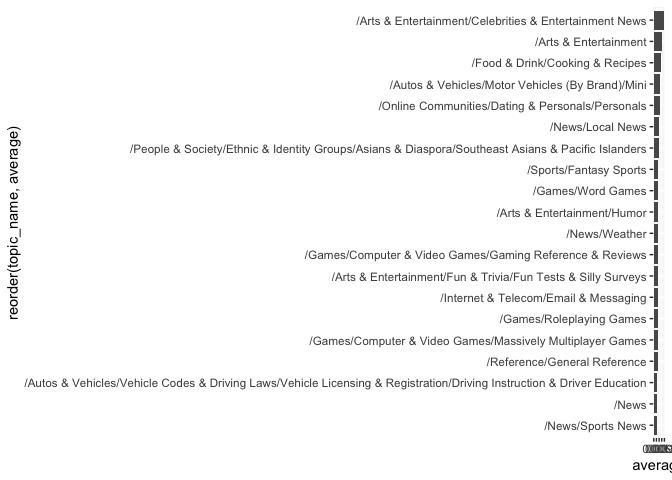 /Arts & Entertainment/Celebrities & Entertainment News
/Arts & Entertainment
/Food & Drink/Cooking & Recipes
/Autos & Vehicles/Motor Vehicles (By Brand)/Mini
/Online Communities/Dating & Personals/Personals
/News/Local News
/People & Society/Ethnic & Identity Groups/Asians & Diaspora/Southeast Asians & Pacific Islanders
/Sports/Fantasy Sports
/Games/Word Games
/Arts & Entertainment/Humor
/News/Weather
/Games/Computer & Video Games/Gaming Reference & Reviews
/Arts & Entertainment/Fun & Trivia/Fun Tests & Silly Surveys
/Internet & Telecom/Email & Messaging
/Games/Roleplaying Games
/Games/Computer & Video Games/Massively Multiplayer Games
/Reference/General Reference
/Autos & Vehicles/Vehicle Codes & Driving Laws/Vehicle Licensing & Registration/Driving Instruction & Driver Education
/News
/News/Sports News
reorder(topic_name, average)
averag